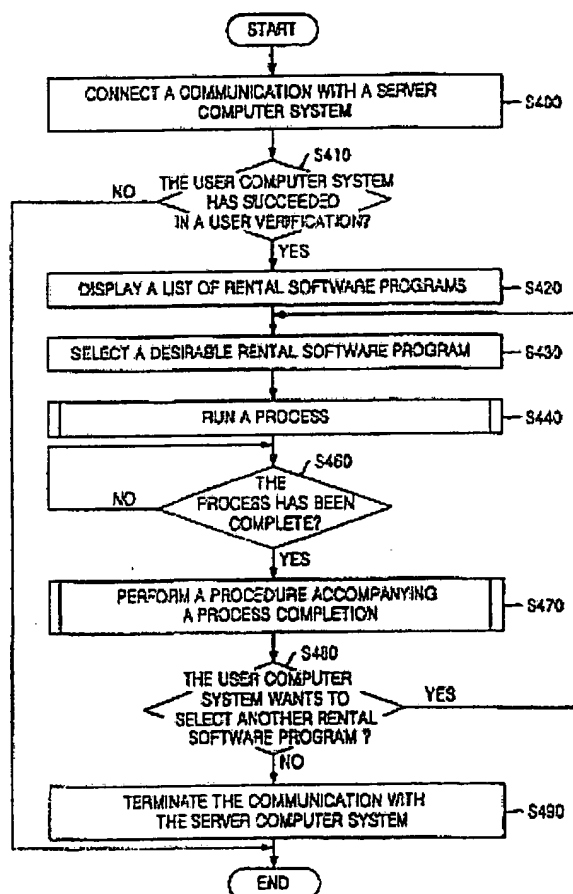 START
CONNECT A COMMUNICATION WITH A SERVER
COMPUTER SYSTEM
S400
S410
THE USER COMPUTER SYSTEM
HAS SUCCEEDED
IN A USER VERIFICATION?
NO
YES
DISPLAY A LIST OF RENTAL SOFTWARE PROGRAMS
S420
SELECT A DESIRABLE RENTAL SOFTWARE PROGRAM
S430
RUN A PROCESS
S440
S460
THE
PROCESS HAS BEEN
COMPLETE?
NO
YES
PERFORM A PROCEDURE ACCOMPANYING
A PROCESS COMPLETION
S470
S480
THE USER COMPUTER
SYSTEM WANTS TO
SELECT ANOTHER RENTAL
SOFTWARE PROGRAM ?
YES
NO
TERMINATE THE COMMUNICATION WITH
THE SERVER COMPUTER SYSTEM
S490
END